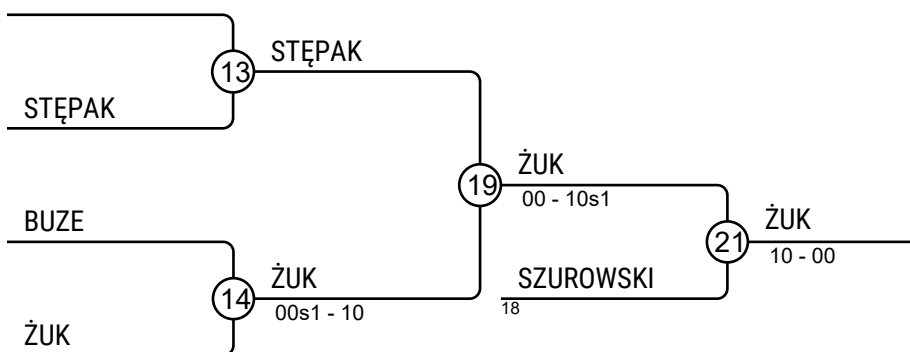 STĘPAK
13
STĘPAK
ŻUK
19
00 - 10s1
BUZE
ŻUK
21
10 - 00
ŻUK
14
00s1 - 10
SZUROWSKI
18
ŻUK